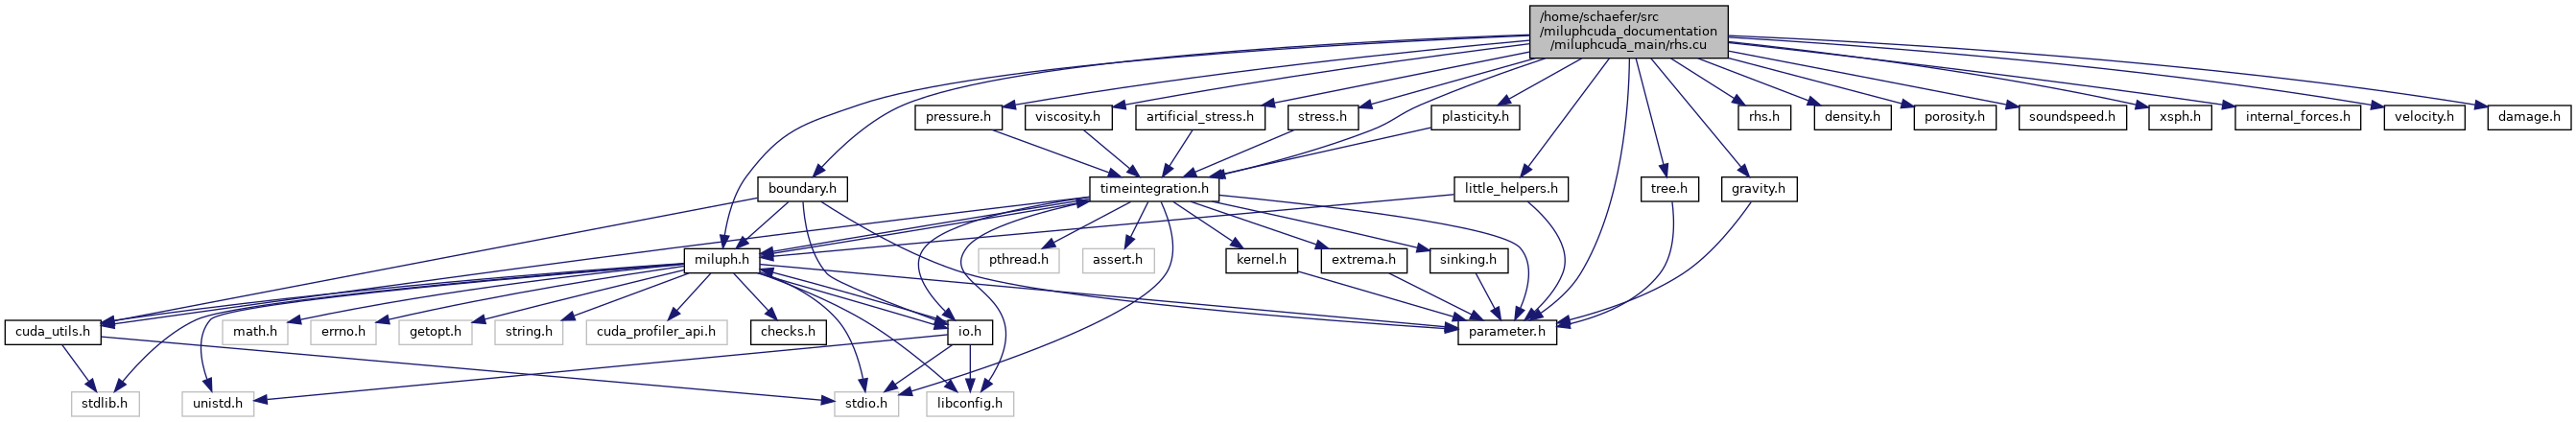 /home/schaefer/src
/miluphcuda_documentation
/miluphcuda_main/rhs.cu
pressure.h
viscosity.h
artificial_stress.h
stress.h
plasticity.h
rhs.h
density.h
porosity.h
soundspeed.h
xsph.h
internal_forces.h
velocity.h
damage.h
boundary.h
timeintegration.h
little_helpers.h
tree.h
gravity.h
miluph.h
pthread.h
assert.h
kernel.h
extrema.h
sinking.h
cuda_utils.h
math.h
errno.h
getopt.h
string.h
cuda_profiler_api.h
checks.h
io.h
parameter.h
stdlib.h
unistd.h
stdio.h
libconfig.h